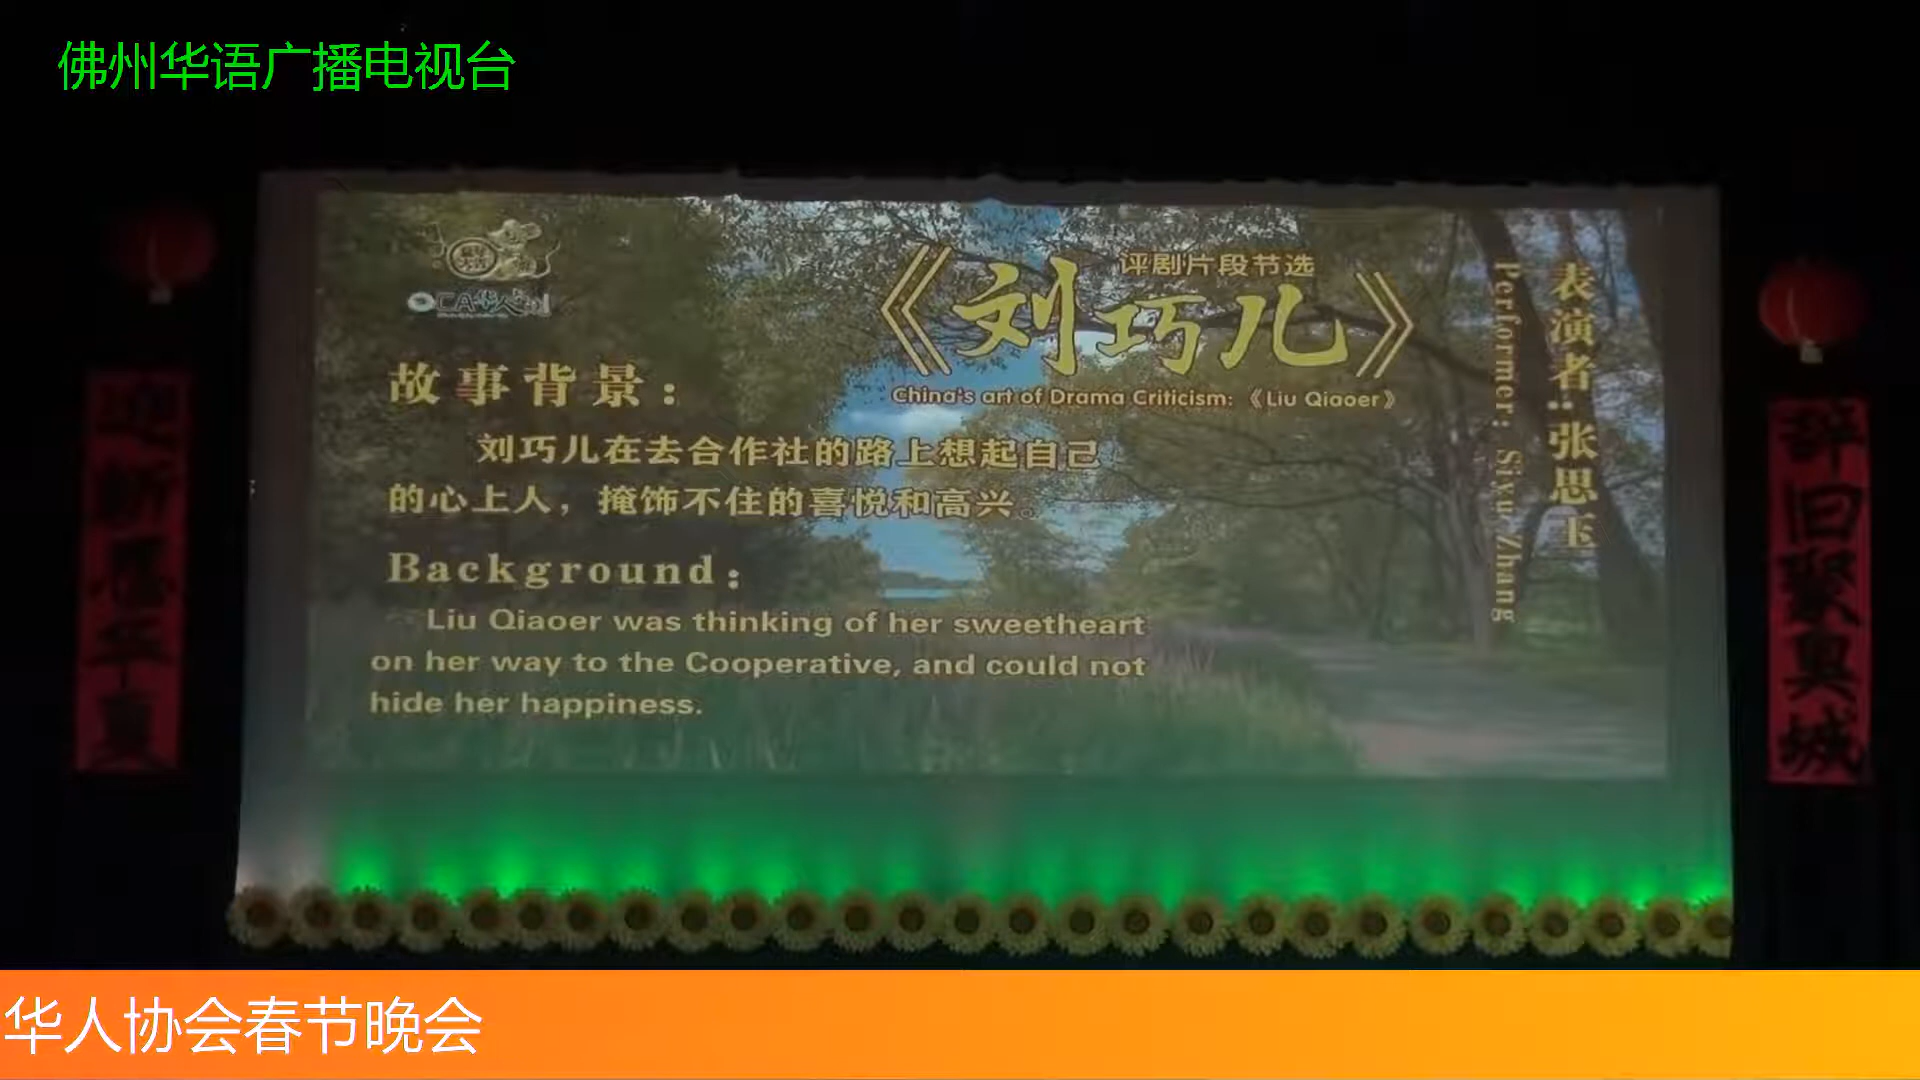 佛州华语广播电视台
评剧片段节选
《刘巧儿》
China's art of Drama Criticism:《Liu Qiaoer》
表演者:张思玉
Performer: Siyu Zhang
故事背景：
刘巧儿在去合作社的路上想起自己
的心上人，掩饰不住的喜悦和高兴。
Background：
Liu Qiaoer was thinking of her sweetheart
on her way to the Cooperative, and could not
hide her happiness.
辞旧聚奥城
华人协会春节晚会